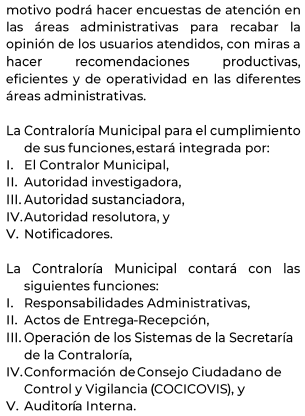 motivo podrá hacer encuestas de atención en
las áreas administrativas para recabar la
opinión de los usuarios atendidos, con miras a
hacer recomendaciones productivas,
eficientes y de operatividad en las diferentes
áreas administrativas.
La Contraloría Municipal para el cumplimiento
de sus funciones, estará integrada por:
I. El Contralor Municipal,
II. Autoridad investigadora,
III. Autoridad sustanciadora,
IV. Autoridad resolutora, y
V. Notificadores.
La Contraloría Municipal contará con las
siguientes funciones:
I. Responsabilidades Administrativas,
II. Actos de Entrega-Recepción,
III. Operación de los Sistemas de la Secretaría
de la Contraloría,
IV. Conformación de Consejo Ciudadano de
Control y Vigilancia (COCICOVIS), y
V. Auditoría Interna.